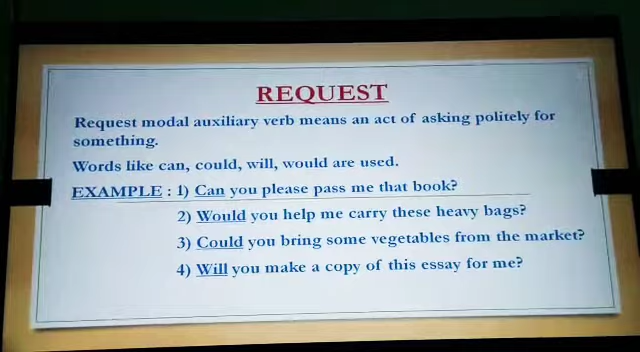 REQUEST
Request modal auxiliary verb means an act of asking politely for
something.
Words like can, could, will, would are used.
EXAMPLE : 1) Can you please pass me that book?
2) Would you help me carry these heavy bags?
3) Could you bring some vegetables from the market?
4) Will you make a copy of this essay for me?